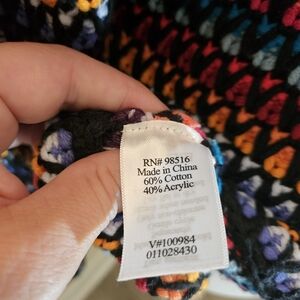 RN# 98516
Made in China
60% Cotton
40% Acrylic
V#100984
011028430